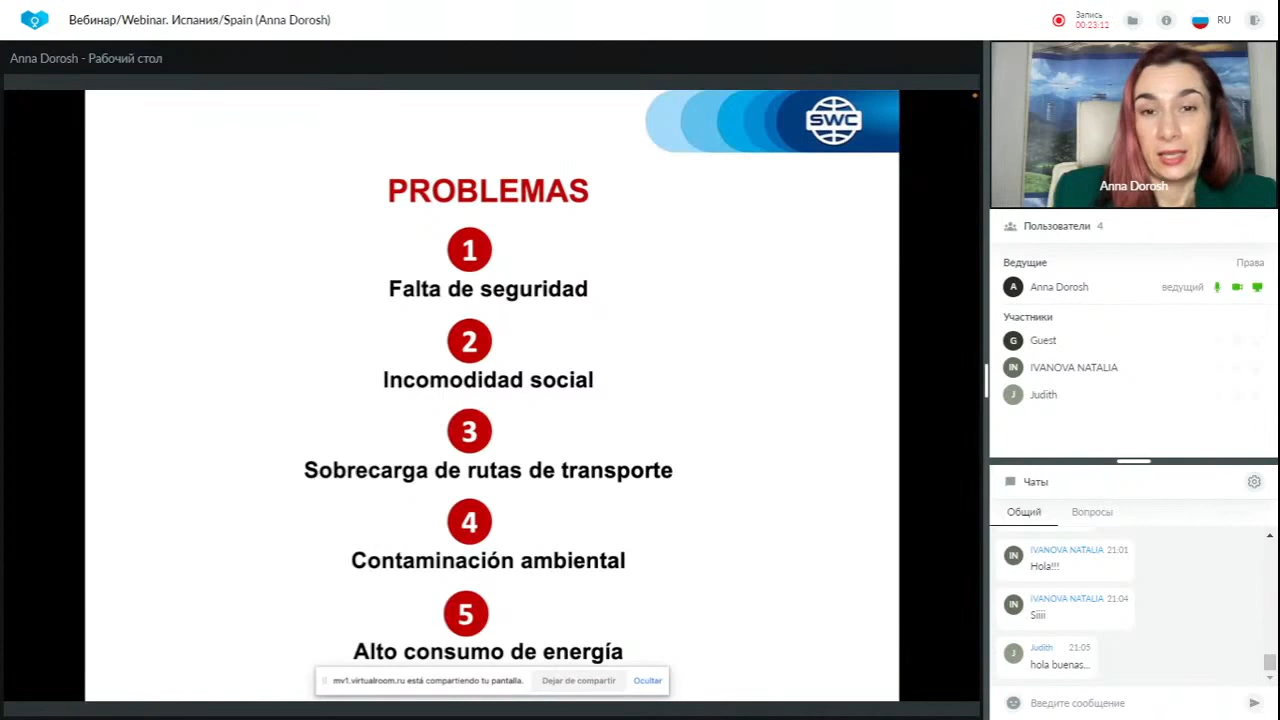 Вебинар/Webinar. Испания/Spain (Anna Dorosh)
Запись
00:23:12
RU
Anna Dorosh - Рабочий стол
SWC
PROBLEMAS
1
Falta de seguridad
2
Incomodidad social
3
Sobrecarga de rutas de transporte
4
Contaminación ambiental
5
Alto consumo de energía
mv1.virtualroom.ru está compartiendo tu pantalla.
Dejar de compartir
Ocultar
Anna Dorosh
Пользователи 4
Ведущие Права
A Anna Dorosh ведущий
Участники
G Guest
IN IVANOVA NATALIA
J Judith
Чаты
Общий Вопросы
IN IVANOVA NATALIA 21:01
Hola!!!
IN IVANOVA NATALIA 21:04
Siiii
J Judith 21:05
hola buenas...
Введите сообщение